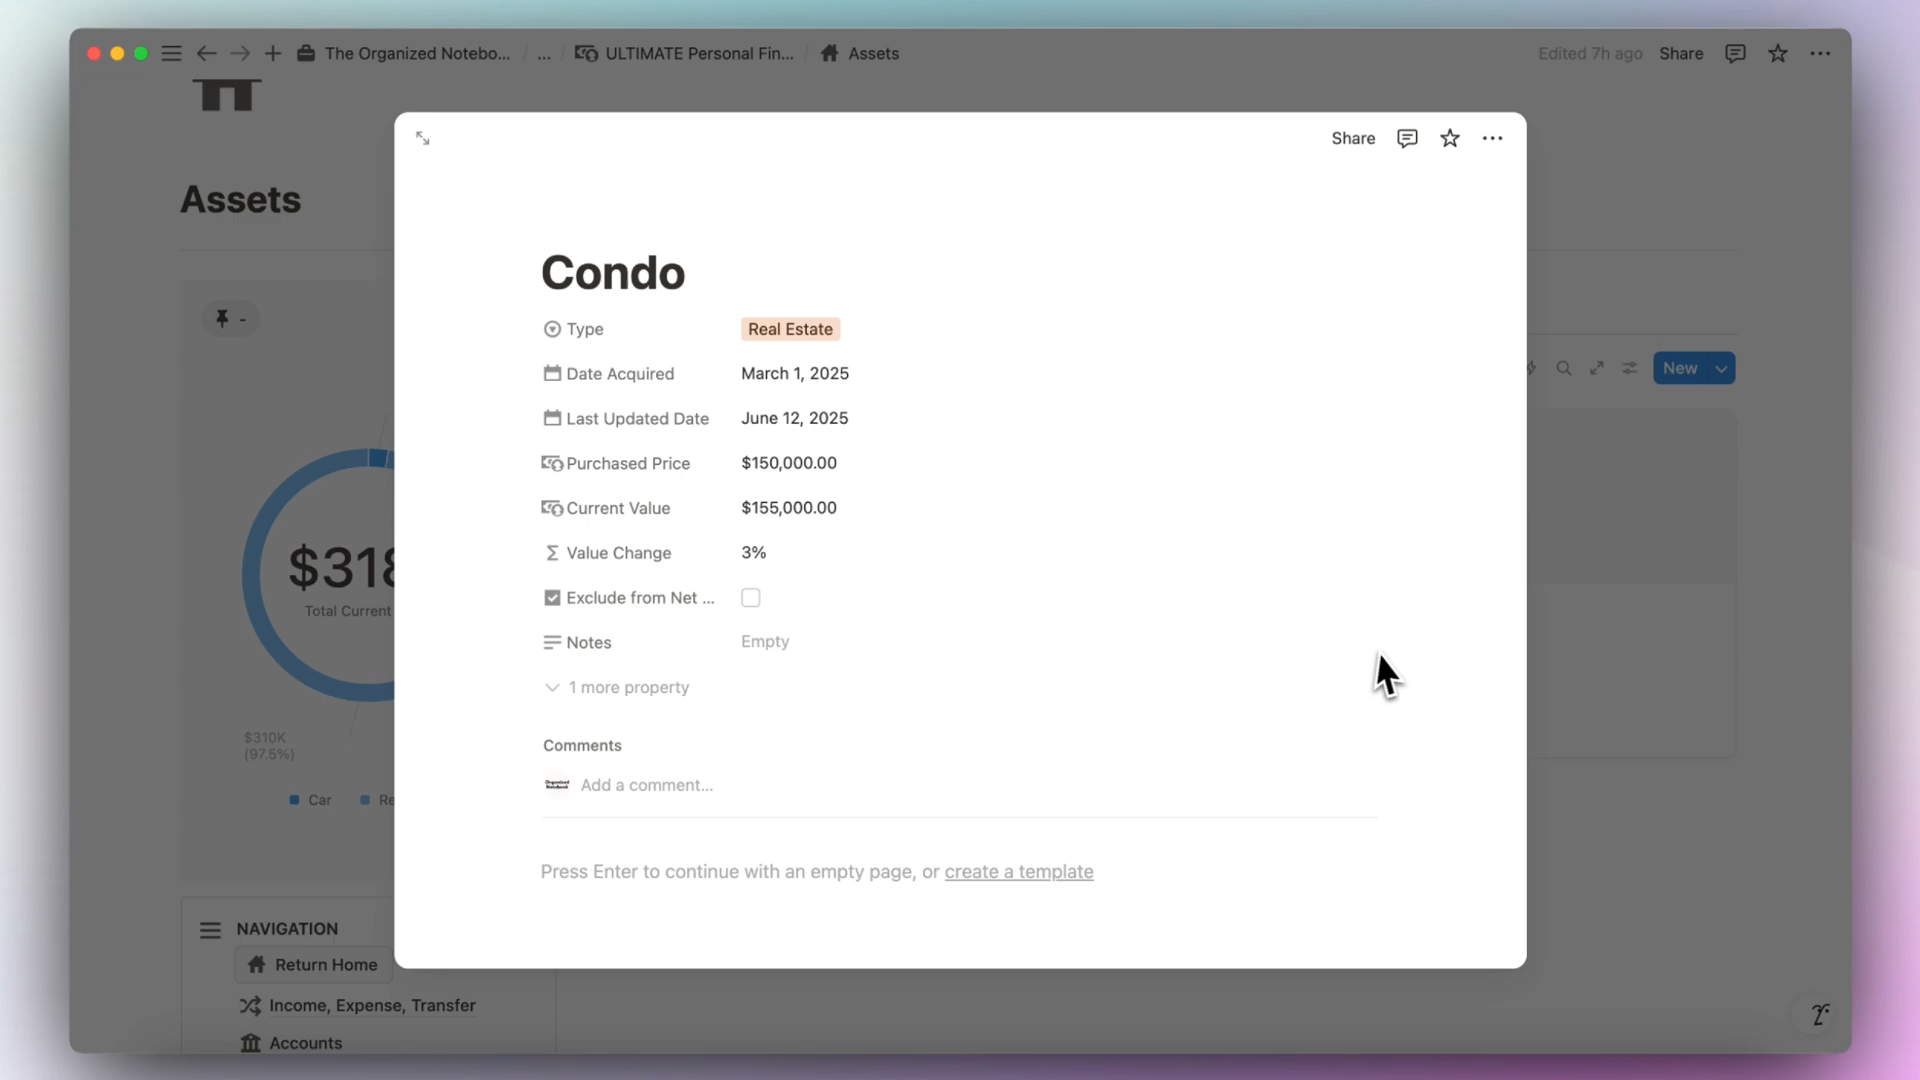 The Organized Notebo... / ... / ULTIMATE Personal Fin... / Assets
Edited 7h ago Share
Assets
-
$318
Total Current
$310K
(97.5%)
Car Re
New
NAVIGATION
Return Home
Income, Expense, Transfer
Accounts
Share
Condo
Type Real Estate
Date Acquired March 1, 2025
Last Updated Date June 12, 2025
Purchased Price $150,000.00
Current Value $155,000.00
Value Change 3%
Exclude from Net ...
Notes Empty
1 more property
Comments
Organized
Notebook
Add a comment...
Press Enter to continue with an empty page, or create a template